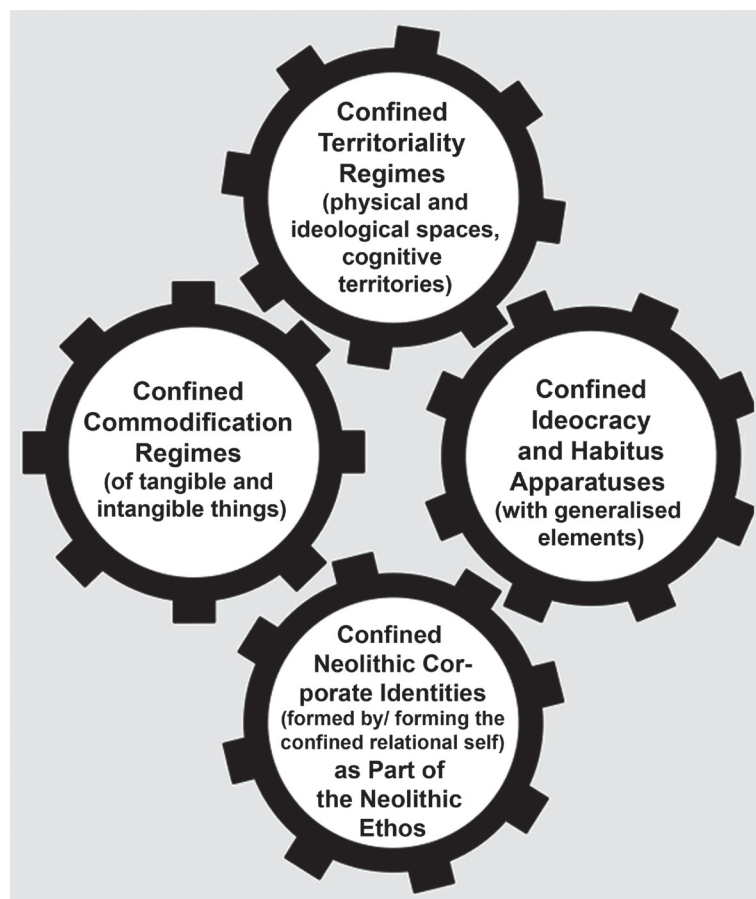 Confined
Territoriality
Regimes
(physical and
ideological spaces,
cognitive
territories)
Confined
Commodification
Regimes
(of tangible and
intangible things)
Confined
Ideocracy
and Habitus
Apparatuses
(with generalised
elements)
Confined
Neolithic Cor-
porate Identities
(formed by/ forming the
confined relational self)
as Part of
the Neolithic
Ethos